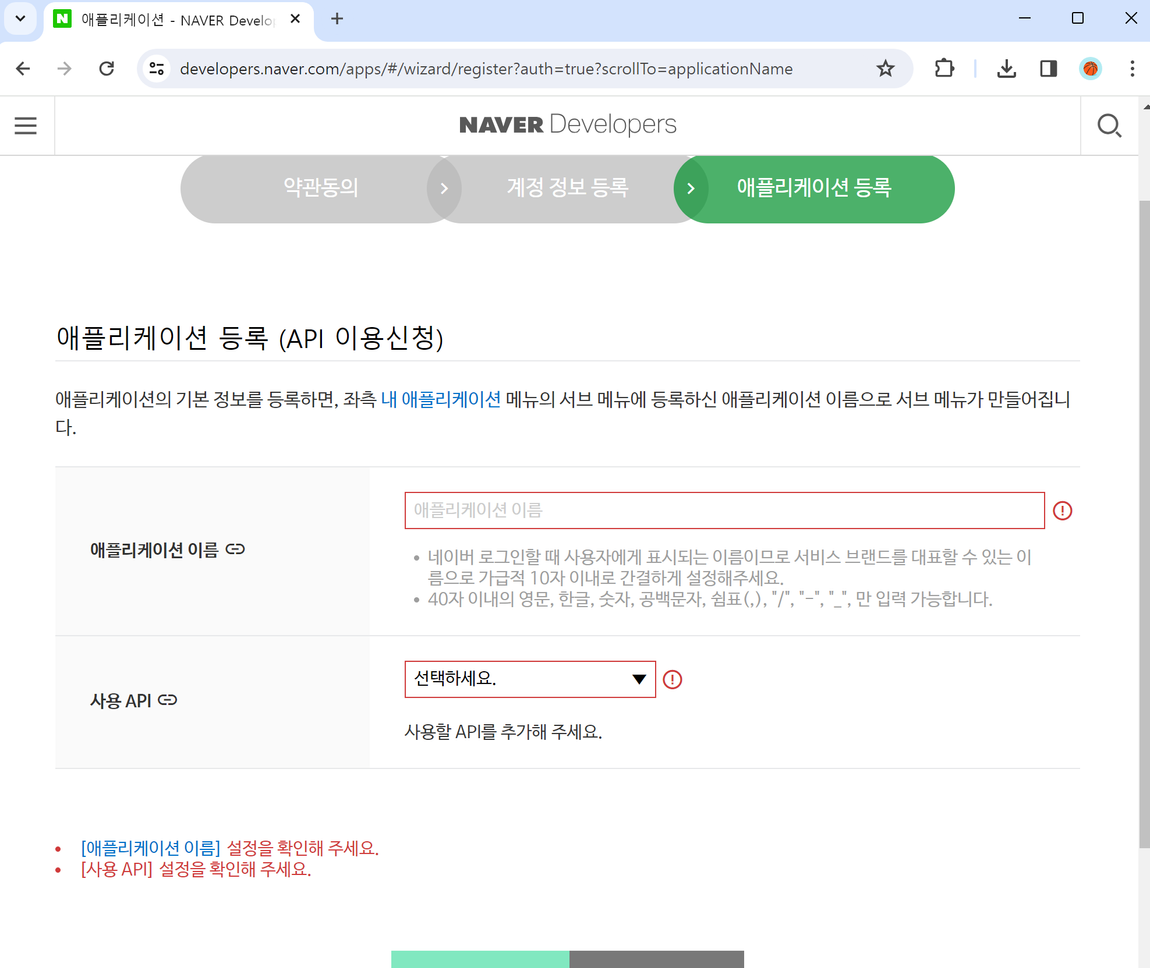 애플리케이션 - NAVER Develo
developers.naver.com/apps/#/wizard/register?auth=true?scrollTo=applicationName
NAVER Developers
약관동의
계정 정보 등록
애플리케이션 등록
애플리케이션 등록 (API 이용신청)
애플리케이션의 기본 정보를 등록하면, 좌측 내 애플리케이션 메뉴의 서브 메뉴에 등록하신 애플리케이션 이름으로 서브 메뉴가 만들어집니
다.
애플리케이션 이름
애플리케이션 이름
• 네이버 로그인할 때 사용자에게 표시되는 이름이므로 서비스 브랜드를 대표할 수 있는 이
름으로 가급적 10자 이내로 간결하게 설정해주세요.
• 40자 이내의 영문, 한글, 숫자, 공백문자, 쉼표(,), "/", "-", "_", 만 입력 가능합니다.
사용 API
선택하세요.
사용할 API를 추가해 주세요.
• [애플리케이션 이름] 설정을 확인해 주세요.
• [사용 API] 설정을 확인해 주세요.